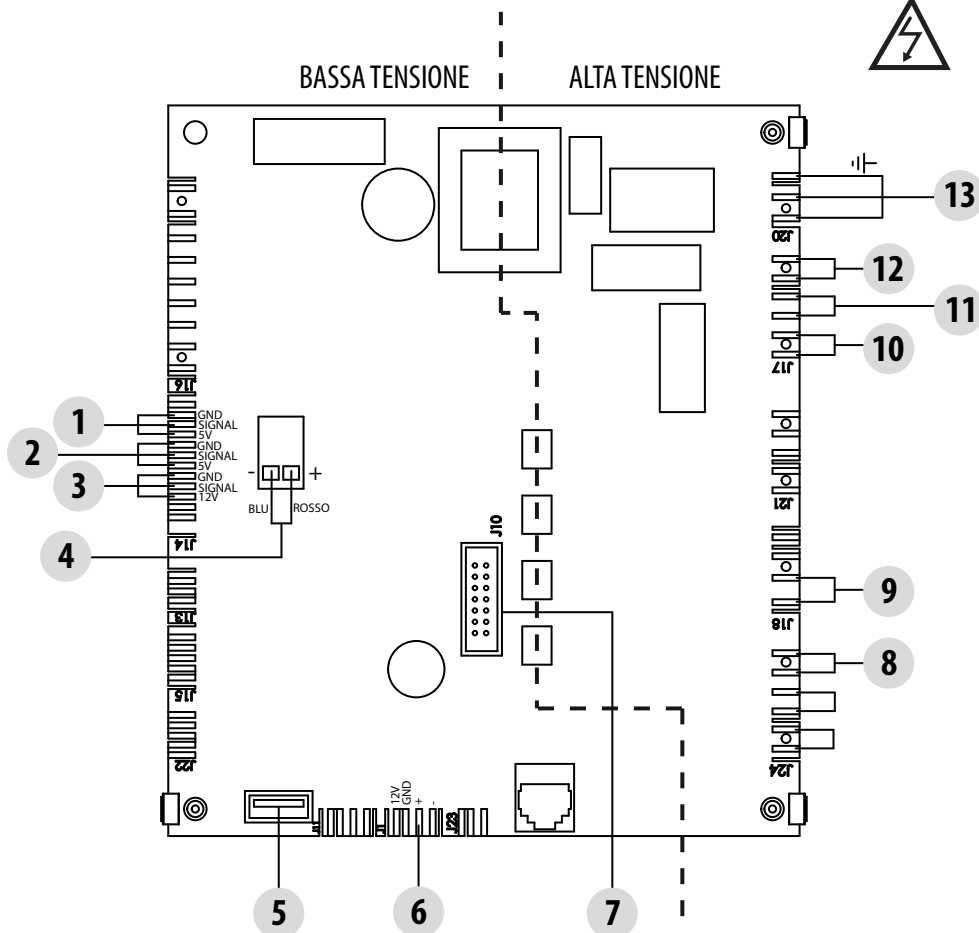 BASSA TENSIONE
ALTA TENSIONE
13
J20
12
11
10
J17
J16
1
GND
SIGNAL
5V
2
GND
SIGNAL
5V
3
GND
SIGNAL
12V
- +
BLU ROSSO
4
J14
J10
J21
J13
9
J18
8
J15
J22
J24
12V
GND
+
-
J11
J1
J23
5
6
7